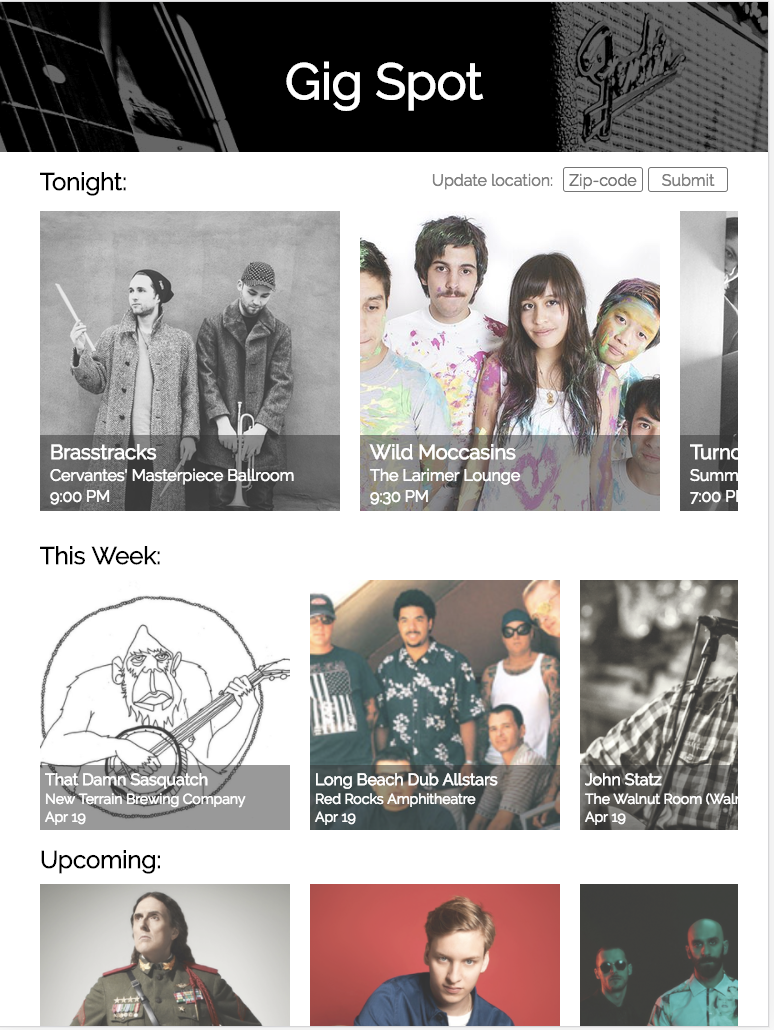 Gig Spot
Tonight:
Update location: Zip-code Submit
Brasstracks
Cervantes' Masterpiece Ballroom
9:00 PM
Wild Moccasins
The Larimer Lounge
9:30 PM
Turno
Summ
7:00 P
This Week:
That Damn Sasquatch
New Terrain Brewing Company
Apr 19
Long Beach Dub Allstars
Red Rocks Amphitheatre
Apr 19
John Statz
The Walnut Room (Waln
Apr 19
Upcoming: